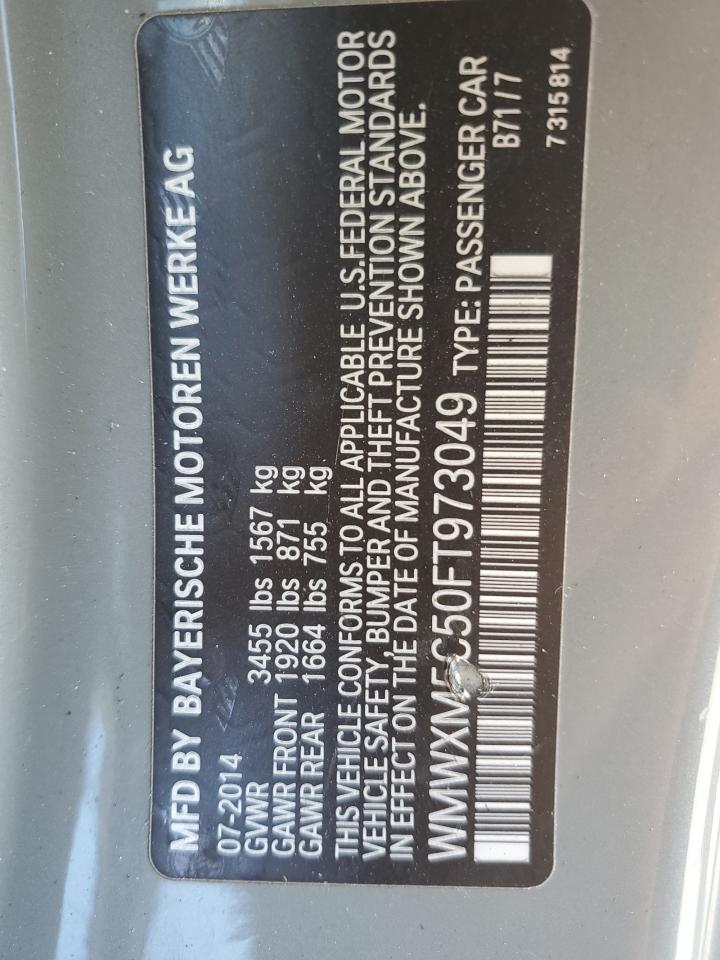 MFD BY BAYERISCHE MOTOREN WERKE AG
07-2014
GVWR 3455 lbs 1567 kg
GAWR FRONT 1920 lbs 871 kg
GAWR REAR 1664 lbs 755 kg
THIS VEHICLE CONFORMS TO ALL APPLICABLE U.S.FEDERAL MOTOR
VEHICLE SAFETY, BUMPER AND THEFT PREVENTION STANDARDS
IN EFFECT ON THE DATE OF MANUFACTURE SHOWN ABOVE.
WMWXM5C50FT973049 TYPE: PASSENGER CAR
B71 / 7
7 315 814